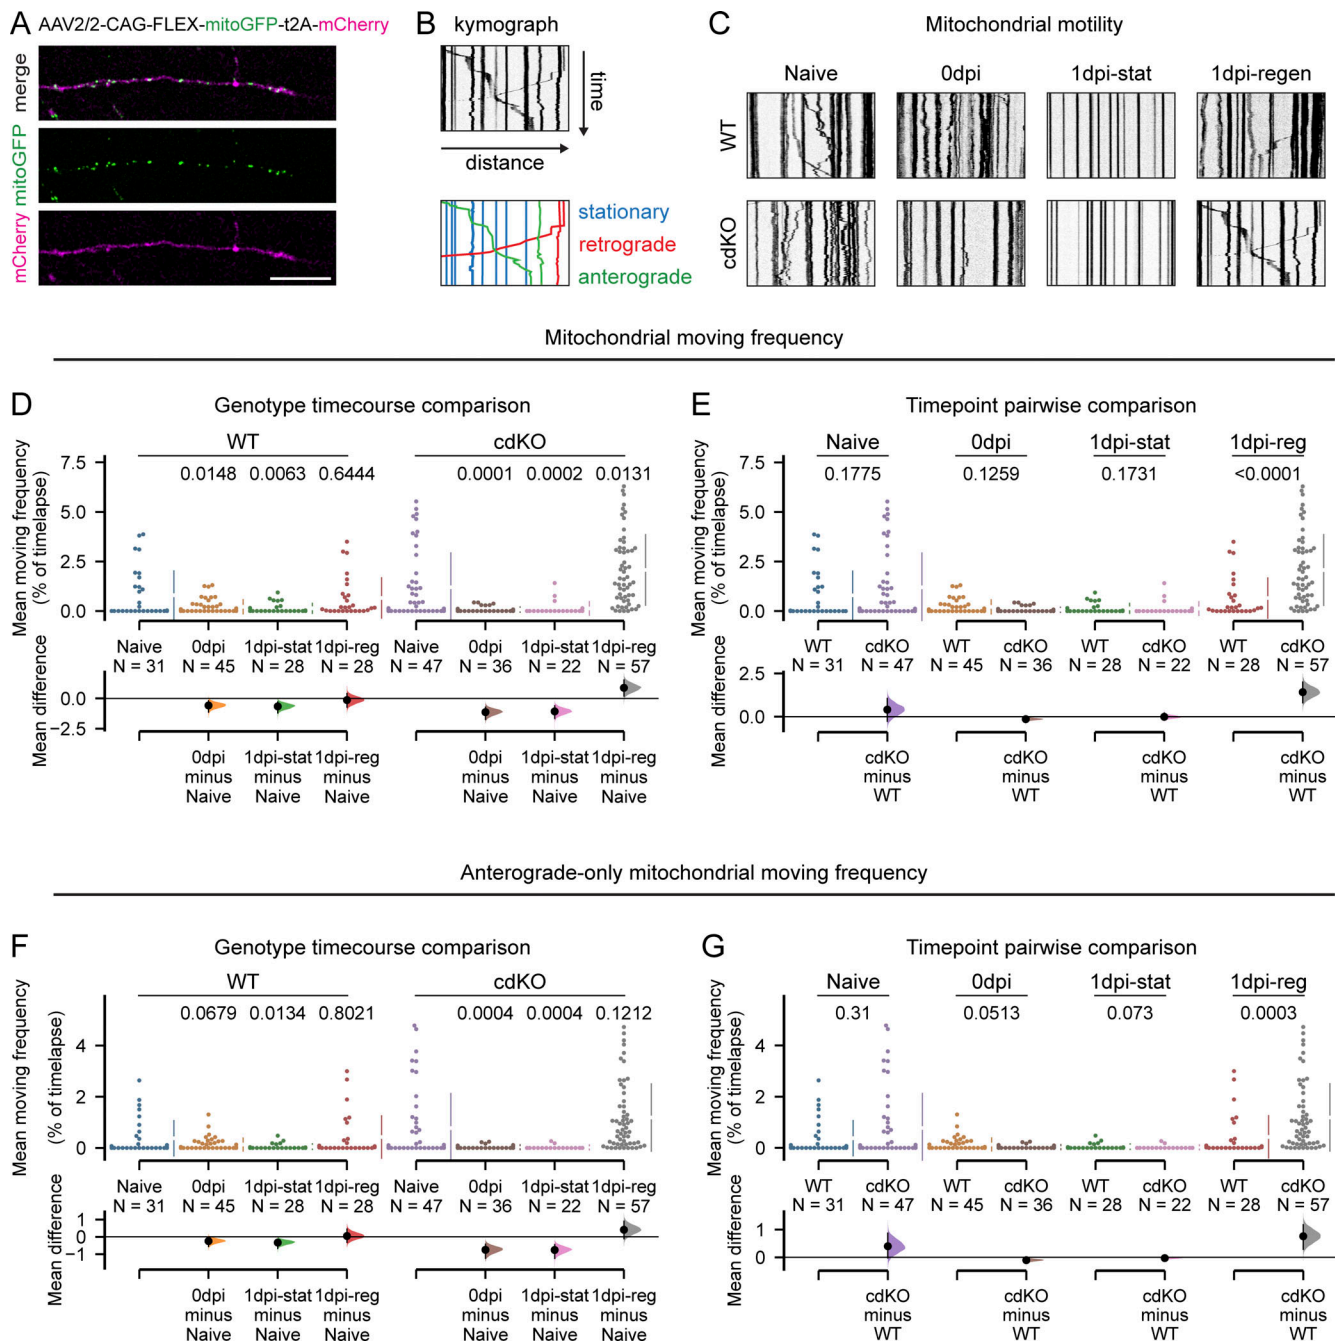 A AAV2/2-CAG-FLEX-mitoGFP-t2A-mCherry
merge
mitoGFP
mCherry
B kymograph
time
distance
stationary
retrograde
anterograde
C Mitochondrial motility
Naive 0dpi 1dpi-stat 1dpi-regen
WT
cdKO
Mitochondrial moving frequency
D Genotype timecourse comparison
WT cdKO
0.0148 0.0063 0.6444 0.0001 0.0002 0.0131
Mean moving frequency
(% of timelapse)
7.5
5.0
2.5
0.0
Naive 0dpi 1dpi-stat 1dpi-reg Naive 0dpi 1dpi-stat 1dpi-reg
N = 31 N = 45 N = 28 N = 28 N = 47 N = 36 N = 22 N = 57
Mean difference
0.0
−2.5
0dpi 1dpi-stat 1dpi-reg 0dpi 1dpi-stat 1dpi-reg
minus minus minus minus minus minus
Naive Naive Naive Naive Naive Naive
E Timepoint pairwise comparison
Naive 0dpi 1dpi-stat 1dpi-reg
0.1775 0.1259 0.1731 <0.0001
Mean moving frequency
(% of timelapse)
7.5
5.0
2.5
0.0
WT cdKO WT cdKO WT cdKO WT cdKO
N = 31 N = 47 N = 45 N = 36 N = 28 N = 22 N = 28 N = 57
Mean difference
2.5
0.0
cdKO cdKO cdKO cdKO
minus minus minus minus
WT WT WT WT
Anterograde-only mitochondrial moving frequency
F Genotype timecourse comparison
WT cdKO
0.0679 0.0134 0.8021 0.0004 0.0004 0.1212
Mean moving frequency
(% of timelapse)
4
2
0
Naive 0dpi 1dpi-stat 1dpi-reg Naive 0dpi 1dpi-stat 1dpi-reg
N = 31 N = 45 N = 28 N = 28 N = 47 N = 36 N = 22 N = 57
Mean difference
1
0
−1
0dpi 1dpi-stat 1dpi-reg 0dpi 1dpi-stat 1dpi-reg
minus minus minus minus minus minus
Naive Naive Naive Naive Naive Naive
G Timepoint pairwise comparison
Naive 0dpi 1dpi-stat 1dpi-reg
0.31 0.0513 0.073 0.0003
Mean moving frequency
(% of timelapse)
4
2
0
WT cdKO WT cdKO WT cdKO WT cdKO
N = 31 N = 47 N = 45 N = 36 N = 28 N = 22 N = 28 N = 57
Mean difference
1
0
cdKO cdKO cdKO cdKO
minus minus minus minus
WT WT WT WT